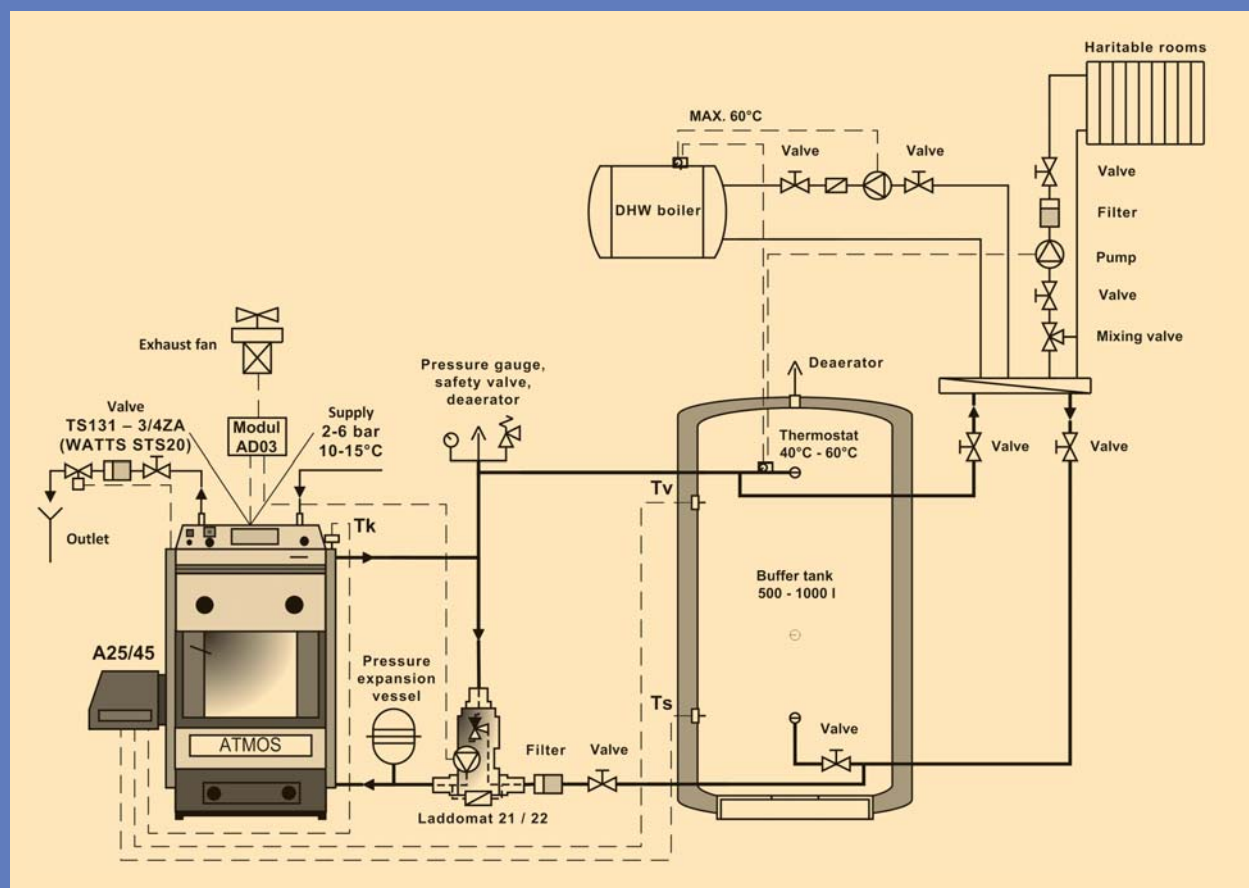 Haritable rooms
MAX. 60°C
Valve
Valve
Valve
DHW boiler
Filter
Pump
Valve
Mixing valve
Exhaust fan
Pressure gauge,
safety valve,
deaerator
Deaerator
Valve
TS131 – 3/4ZA
(WATTS STS20)
Modul
AD03
Supply
2-6 bar
10-15°C
Thermostat
40°C - 60°C
Valve
Valve
Tv
Outlet
Tk
Buffer tank
500 - 1000 l
A25/45
Pressure
expansion
vessel
Ts
ATMOS
Filter
Valve
Valve
Laddomat 21 / 22